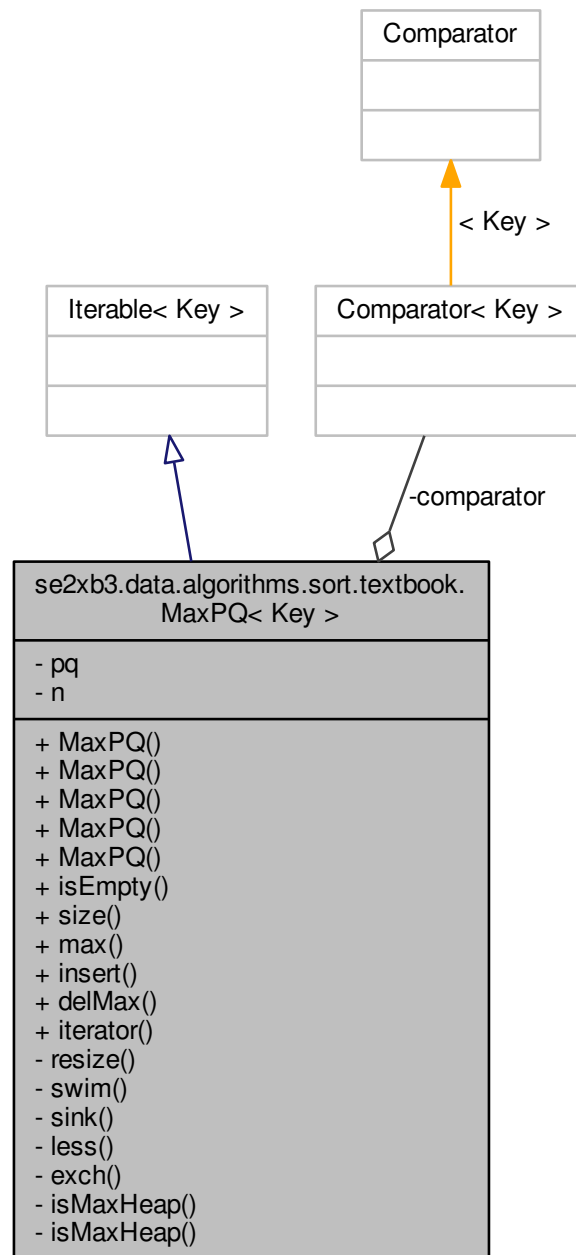 Comparator
< Key >
Iterable< Key >
Comparator< Key >
-comparator
se2xb3.data.algorithms.sort.textbook.
MaxPQ< Key >
- pq
- n
+ MaxPQ()
+ MaxPQ()
+ MaxPQ()
+ MaxPQ()
+ MaxPQ()
+ isEmpty()
+ size()
+ max()
+ insert()
+ delMax()
+ iterator()
- resize()
- swim()
- sink()
- less()
- exch()
- isMaxHeap()
- isMaxHeap()